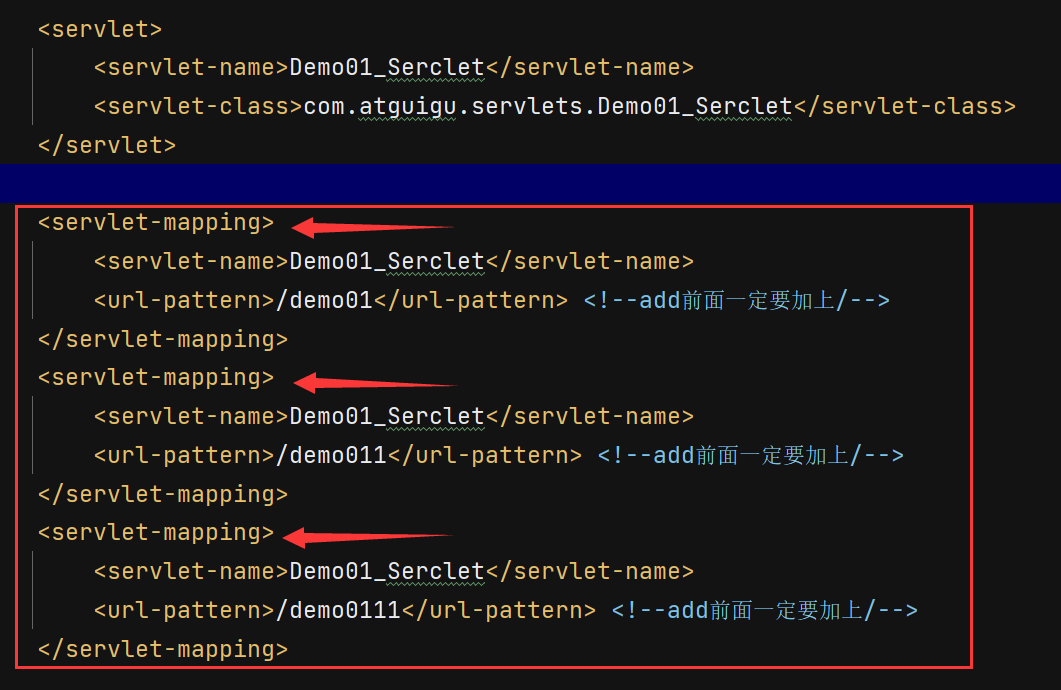 <servlet>
<servlet-name>Demo01_Serclet</servlet-name>
<servlet-class>com.atguigu.servlets.Demo01_Serclet</servlet-class>
</servlet>
<servlet-mapping>
<servlet-name>Demo01_Serclet</servlet-name>
<url-pattern>/demo01</url-pattern> <!--add前面一定要加上/-->
</servlet-mapping>
<servlet-mapping>
<servlet-name>Demo01_Serclet</servlet-name>
<url-pattern>/demo011</url-pattern> <!--add前面一定要加上/-->
</servlet-mapping>
<servlet-mapping>
<servlet-name>Demo01_Serclet</servlet-name>
<url-pattern>/demo0111</url-pattern> <!--add前面一定要加上/-->
</servlet-mapping>